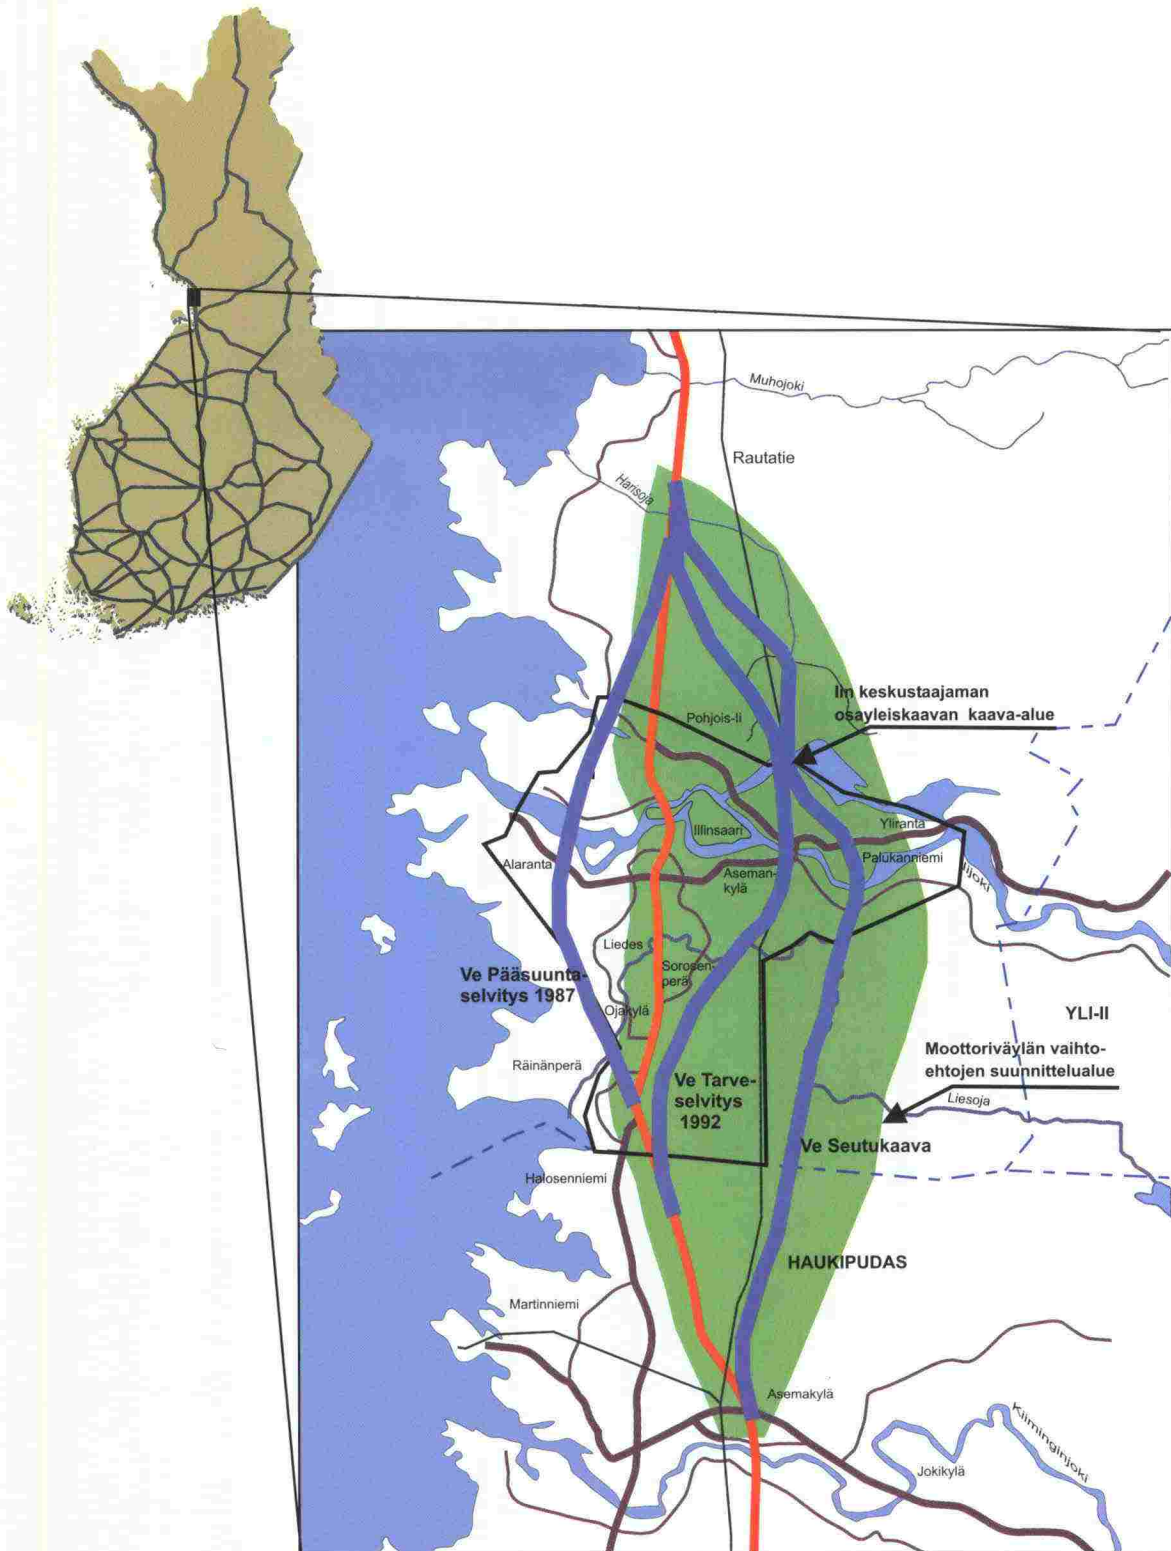 Muhojoki
Rautatie
Harisoja
Iin keskustaajaman
osayleiskaavan kaava-alue
Pohjois-Ii
Illinsaari
Yliranta
Alaranta
Palukanniemi
Iijoki
Aseman-
kylä
Liedes
Sorosen-
perä
Ve Pääsuunta-
selvitys 1987
Ojakylä
YLI-II
Moottoriväylän vaihto-
ehtojen suunnittelualue
Räinänperä
Ve Tarve-
selvitys
1992
Liesoja
Ve Seutukaava
Halosenniemi
HAUKIPUDAS
Martinniemi
Asemakylä
Kiiminginjoki
Jokikylä